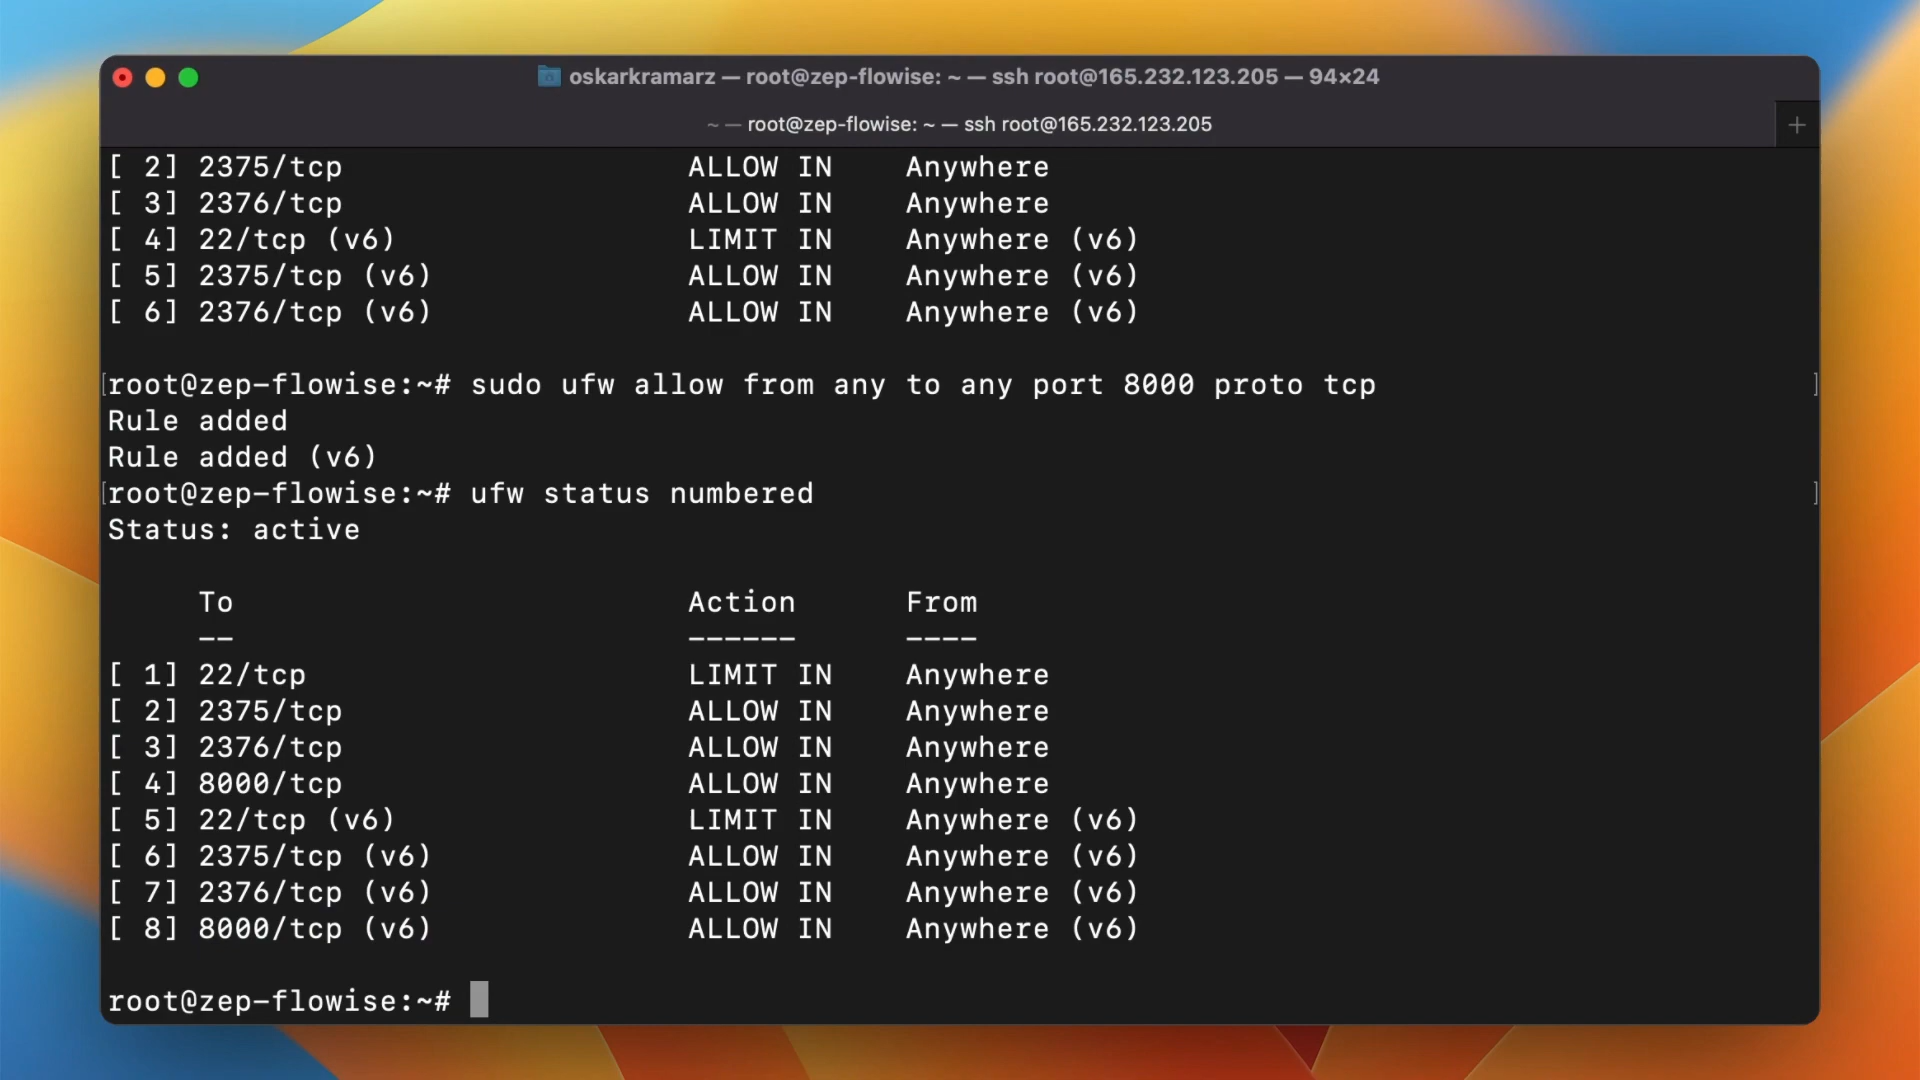 oskarkramarz — root@zep-flowise: ~ — ssh root@165.232.123.205 — 94×24
~ — root@zep-flowise: ~ — ssh root@165.232.123.205
+
[ 2] 2375/tcp                   ALLOW IN    Anywhere
[ 3] 2376/tcp                   ALLOW IN    Anywhere
[ 4] 22/tcp (v6)                LIMIT IN    Anywhere (v6)
[ 5] 2375/tcp (v6)              ALLOW IN    Anywhere (v6)
[ 6] 2376/tcp (v6)              ALLOW IN    Anywhere (v6)
[root@zep-flowise:~# sudo ufw allow from any to any port 8000 proto tcp ]
Rule added
Rule added (v6)
[root@zep-flowise:~# ufw status numbered ]
Status: active
     To                         Action      From
     --                         ------      ----
[ 1] 22/tcp                     LIMIT IN    Anywhere
[ 2] 2375/tcp                   ALLOW IN    Anywhere
[ 3] 2376/tcp                   ALLOW IN    Anywhere
[ 4] 8000/tcp                   ALLOW IN    Anywhere
[ 5] 22/tcp (v6)                LIMIT IN    Anywhere (v6)
[ 6] 2375/tcp (v6)              ALLOW IN    Anywhere (v6)
[ 7] 2376/tcp (v6)              ALLOW IN    Anywhere (v6)
[ 8] 8000/tcp (v6)              ALLOW IN    Anywhere (v6)
root@zep-flowise:~#